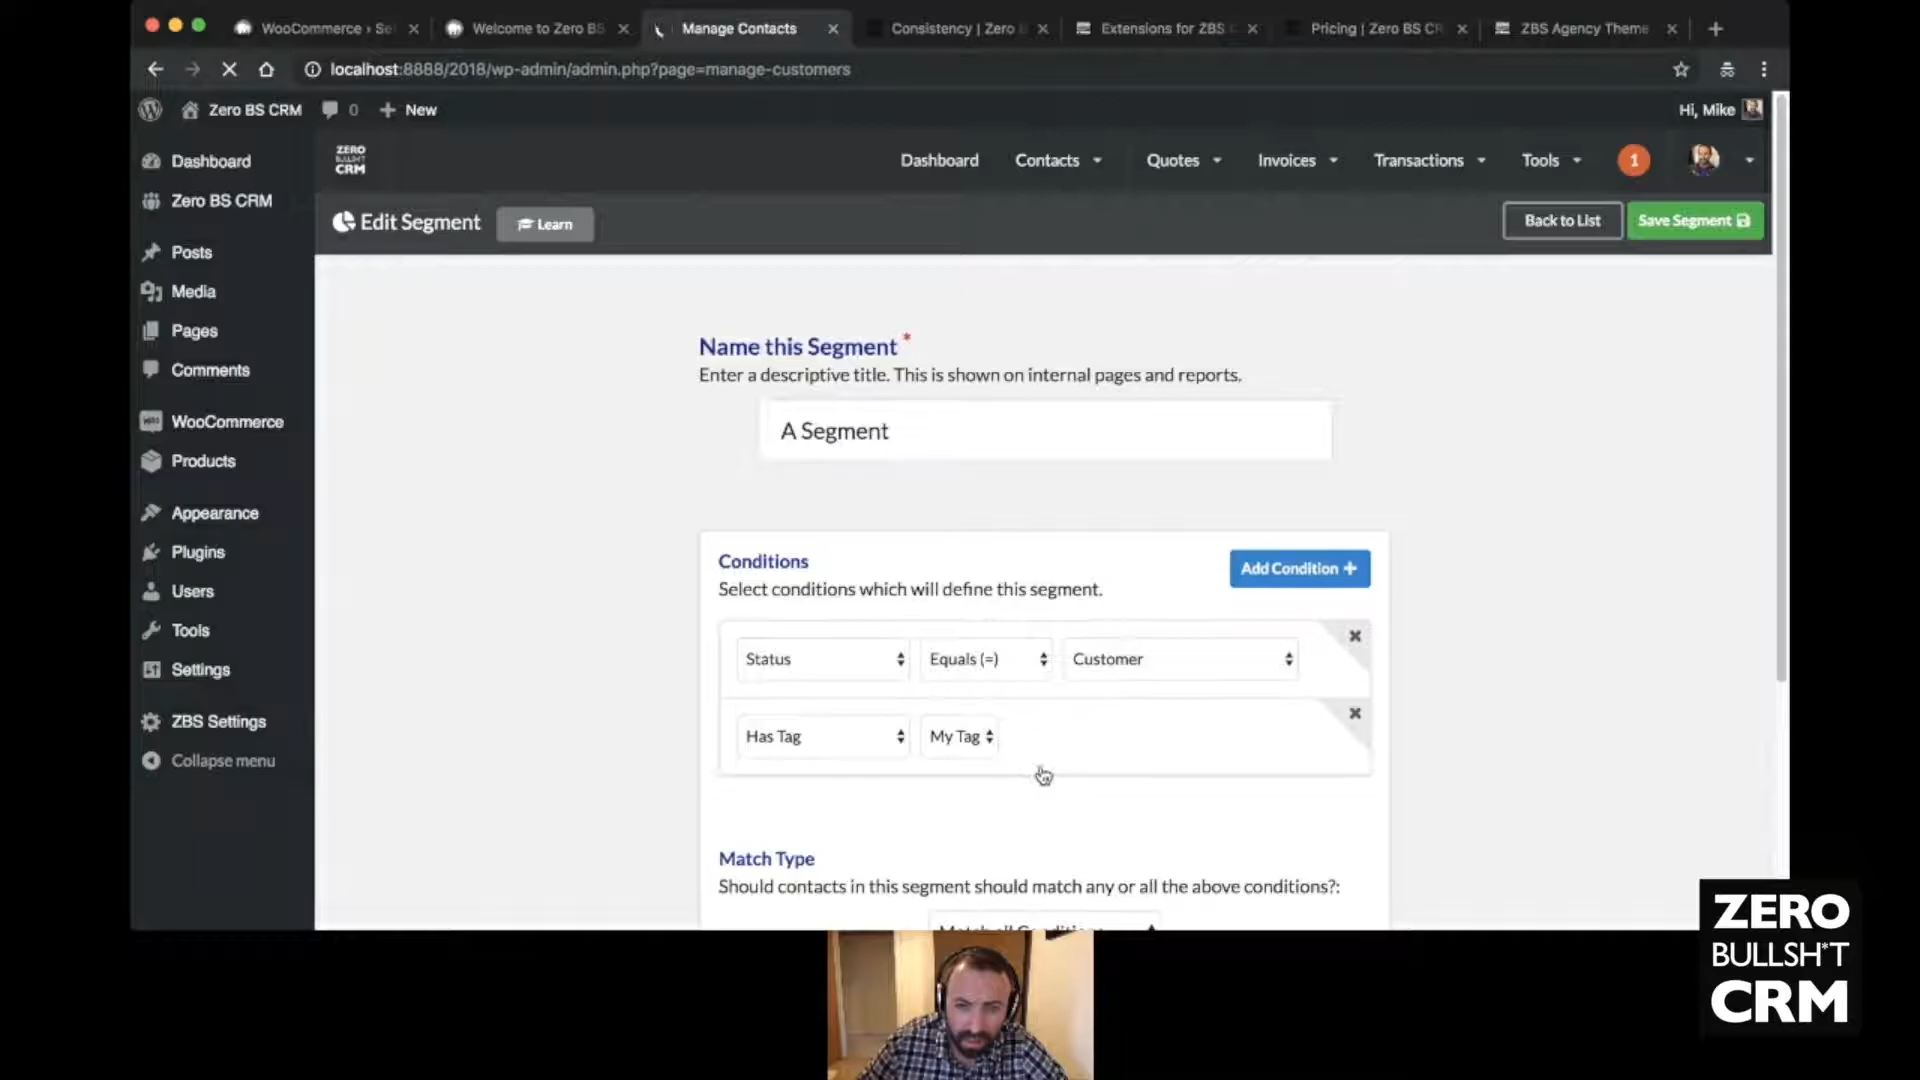 WooCommerce › Se
Welcome to Zero BS
Manage Contacts
Consistency | Zero
Extensions for ZBS
Pricing | Zero BS CR
ZBS Agency Theme
localhost:8888/2018/wp-admin/admin.php?page=manage-customers
Zero BS CRM
0
New
Hi, Mike
Dashboard
Zero BS CRM
Posts
Media
Pages
Comments
WooCommerce
Products
Appearance
Plugins
Users
Tools
Settings
ZBS Settings
Collapse menu
ZERO
BULLSH*T
CRM
Dashboard
Contacts
Quotes
Invoices
Transactions
Tools
1
Edit Segment
Learn
Back to List
Save Segment
Name this Segment *
Enter a descriptive title. This is shown on internal pages and reports.
A Segment
Conditions
Add Condition +
Select conditions which will define this segment.
Status
Equals (=)
Customer
Has Tag
My Tag
Match Type
Should contacts in this segment should match any or all the above conditions?:
Match all Conditions
ZERO
BULLSH*T
CRM